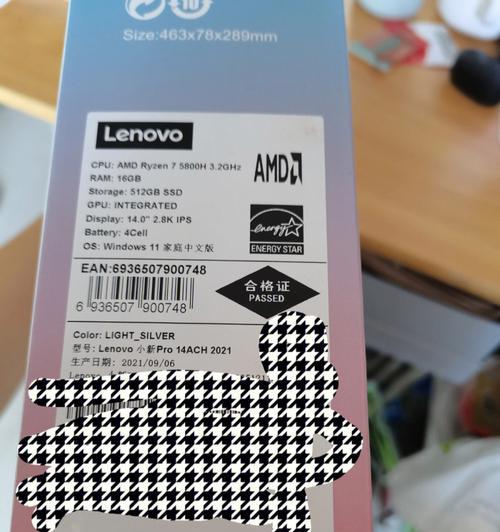 Size:463x78x289mm
Lenovo
CPU: AMD Ryzen 7 5800H 3.2GHz
RAM: 16GB
Storage: 512GB SSD
GPU: INTEGRATED
Display: 14.0" 2.8K IPS
Battery: 4Cell
OS: Windows 11 家庭中文版
AMD
energy
ENERGY STAR
EAN:6936507900748
6 936507 900748
合格证
PASSED
Color: LIGHT_SILVER
型号: Lenovo 小新Pro 14ACH 2021
生产日期: 2021/09/06